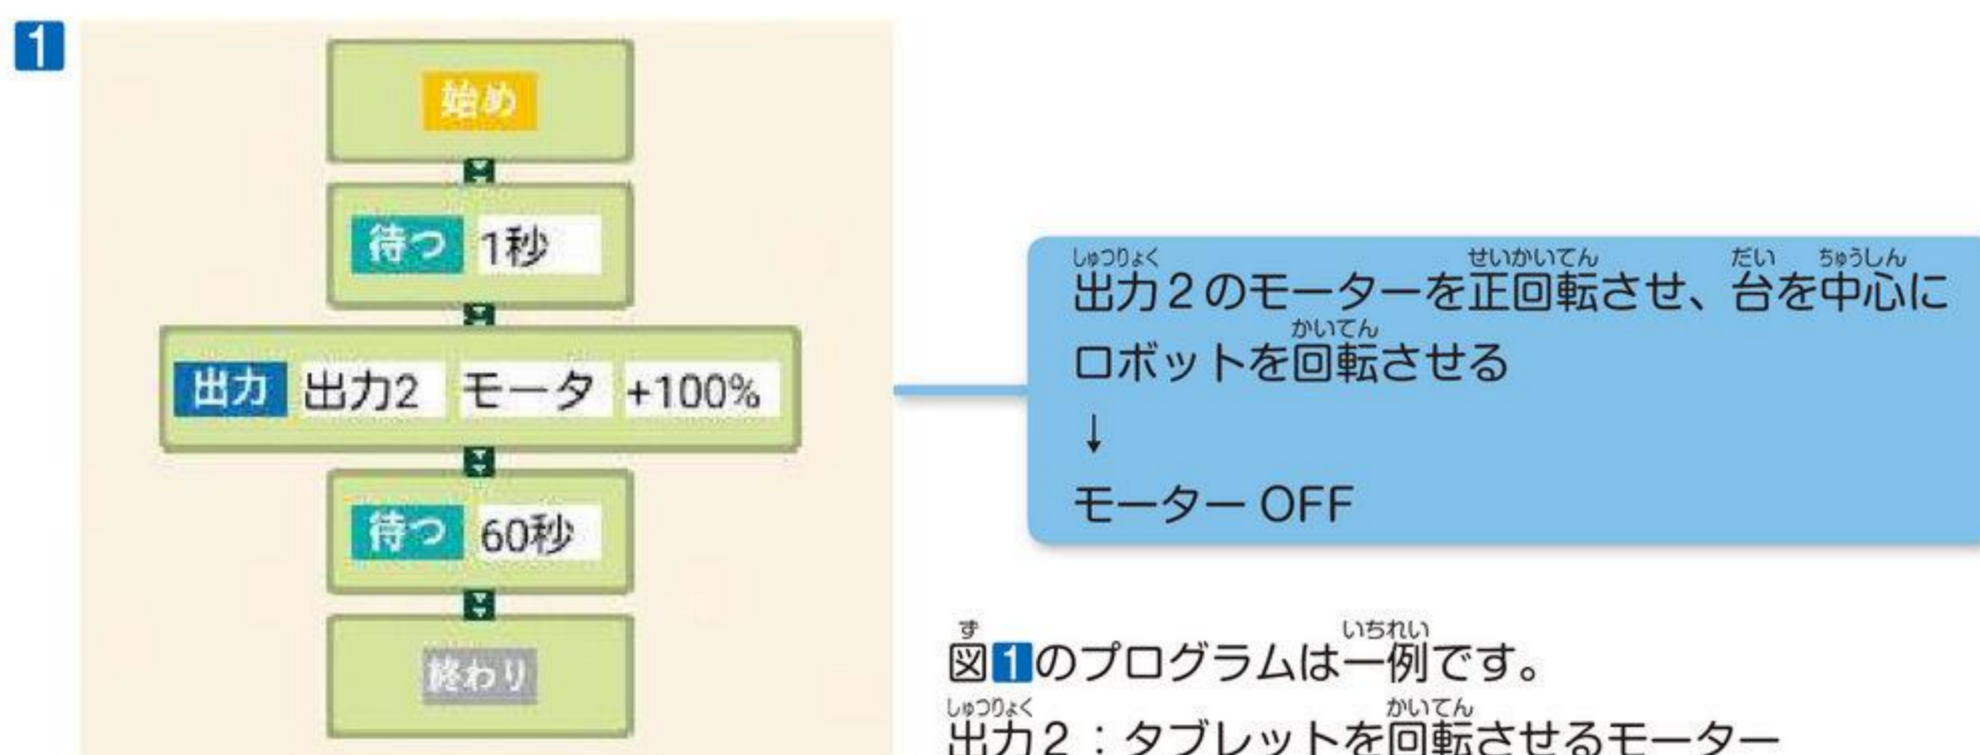 1
始め
待つ 1秒
出力 出力2 モータ +100%
待つ 60秒
終わり
しゅつりょく せいかいてん だい ちゅうしん
出力2のモーターを正回転させ、台を中心に
かいてん
ロボットを回転させる
↓
モーター OFF
ず いちれい
図1のプログラムは一例です。
しゅつりょく かいてん
出力2：タブレットを回転させるモーター